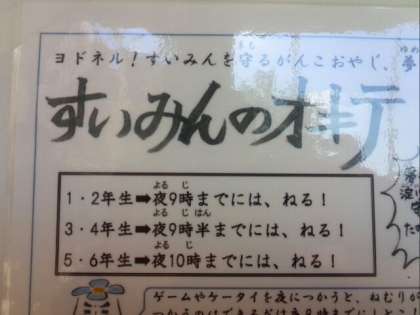 ヨドネル！すいみんを守るがんこおやじ、夢
すいみんのオキテ
1・2年生➡夜9時までには、ねる！
3・4年生➡夜9時半までには、ねる！
5・6年生➡夜10時までには、ねる！
ゲームやケータイを夜につかうと、ねむりが